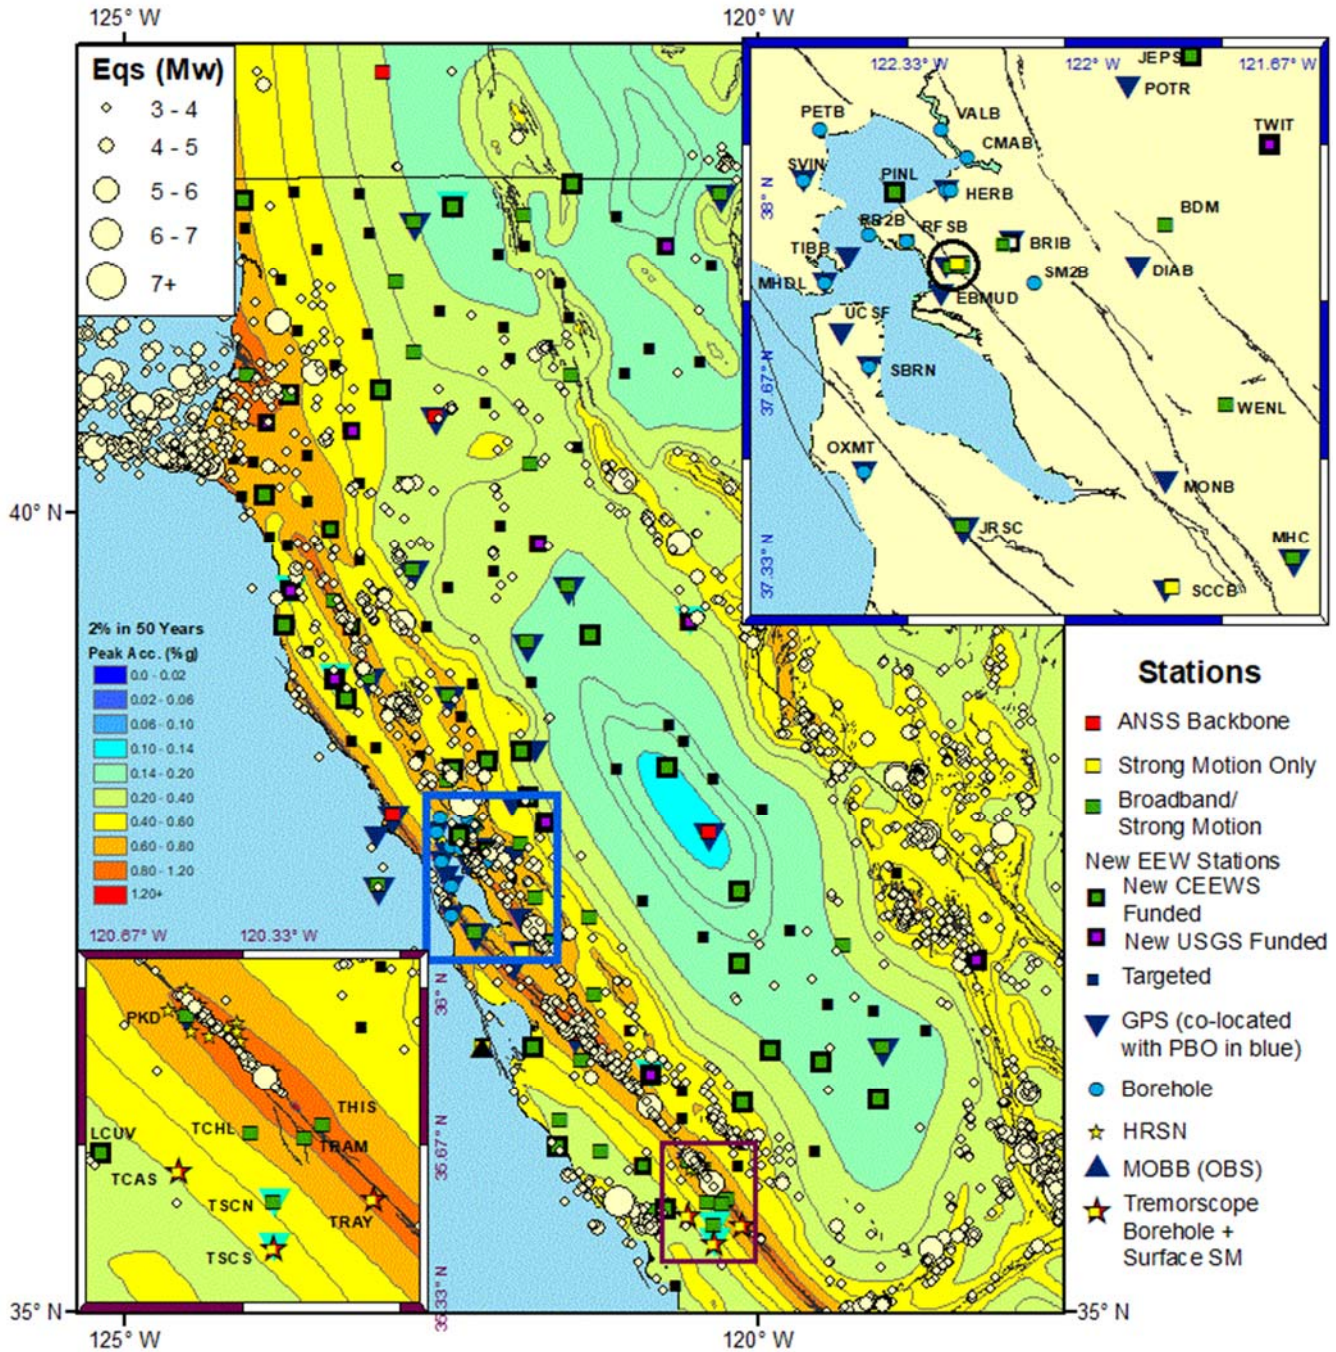 125° W
120° W
Eqs (Mw)
3 - 4
4 - 5
5 - 6
6 - 7
7+
122.33° W
122° W
121.67° W
JEPS
POTR
PETB
VALB
TWIT
CMAB
SVIN
PINL
38° N
HERB
BDM
RB2B
RFSB
BRIB
TIBB
SM2B
DIAB
MHDL
EBMUD
UCSF
SBRN
37.67° N
WENL
OXMT
MONB
JRSC
MHC
37.33° N
SCCB
40° N
2% in 50 Years
Peak Acc. (%g)
0.0 - 0.02
0.02 - 0.06
0.06 - 0.10
0.10 - 0.14
0.14 - 0.20
0.20 - 0.40
0.40 - 0.60
0.60 - 0.80
0.80 - 1.20
1.20+
Stations
ANSS Backbone
Strong Motion Only
Broadband/
Strong Motion
New EEW Stations
New CEEWS
Funded
New USGS Funded
Targeted
GPS (co-located
with PBO in blue)
Borehole
HRSN
MOBB (OBS)
Tremorscope
Borehole +
Surface SM
120.67° W
120.33° W
36° N
PKD
THIS
TCHL
TRAM
LCUV
35.67° N
TCAS
TSCN
TRAY
TSCS
35.33° N
35° N
35° N
125° W
120° W